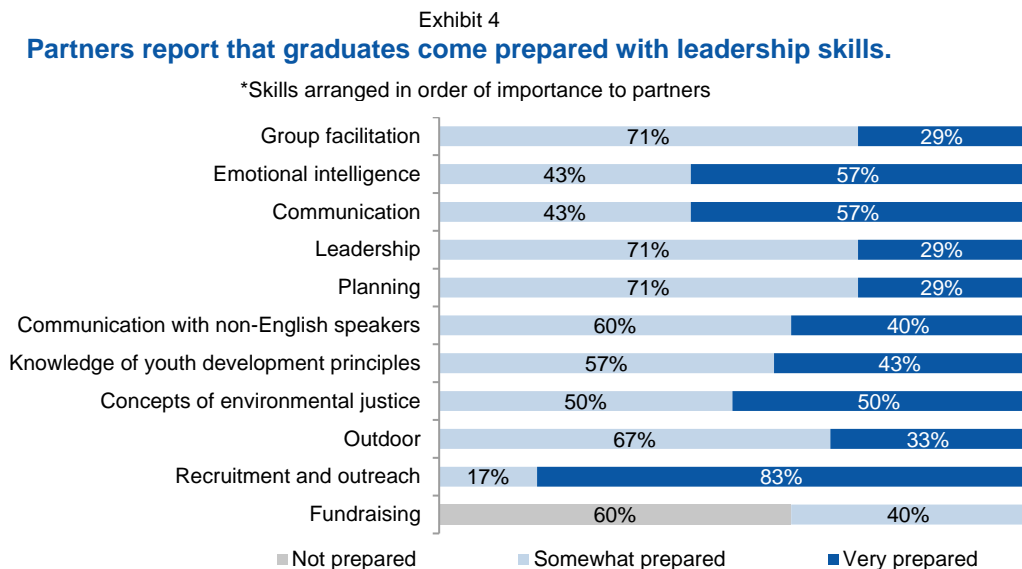 Exhibit 4
Partners report that graduates come prepared with leadership skills.
*Skills arranged in order of importance to partners
Group facilitation 71% 29%
Emotional intelligence 43% 57%
Communication 43% 57%
Leadership 71% 29%
Planning 71% 29%
Communication with non-English speakers 60% 40%
Knowledge of youth development principles 57% 43%
Concepts of environmental justice 50% 50%
Outdoor 67% 33%
Recruitment and outreach 17% 83%
Fundraising 60% 40%
Not prepared Somewhat prepared Very prepared